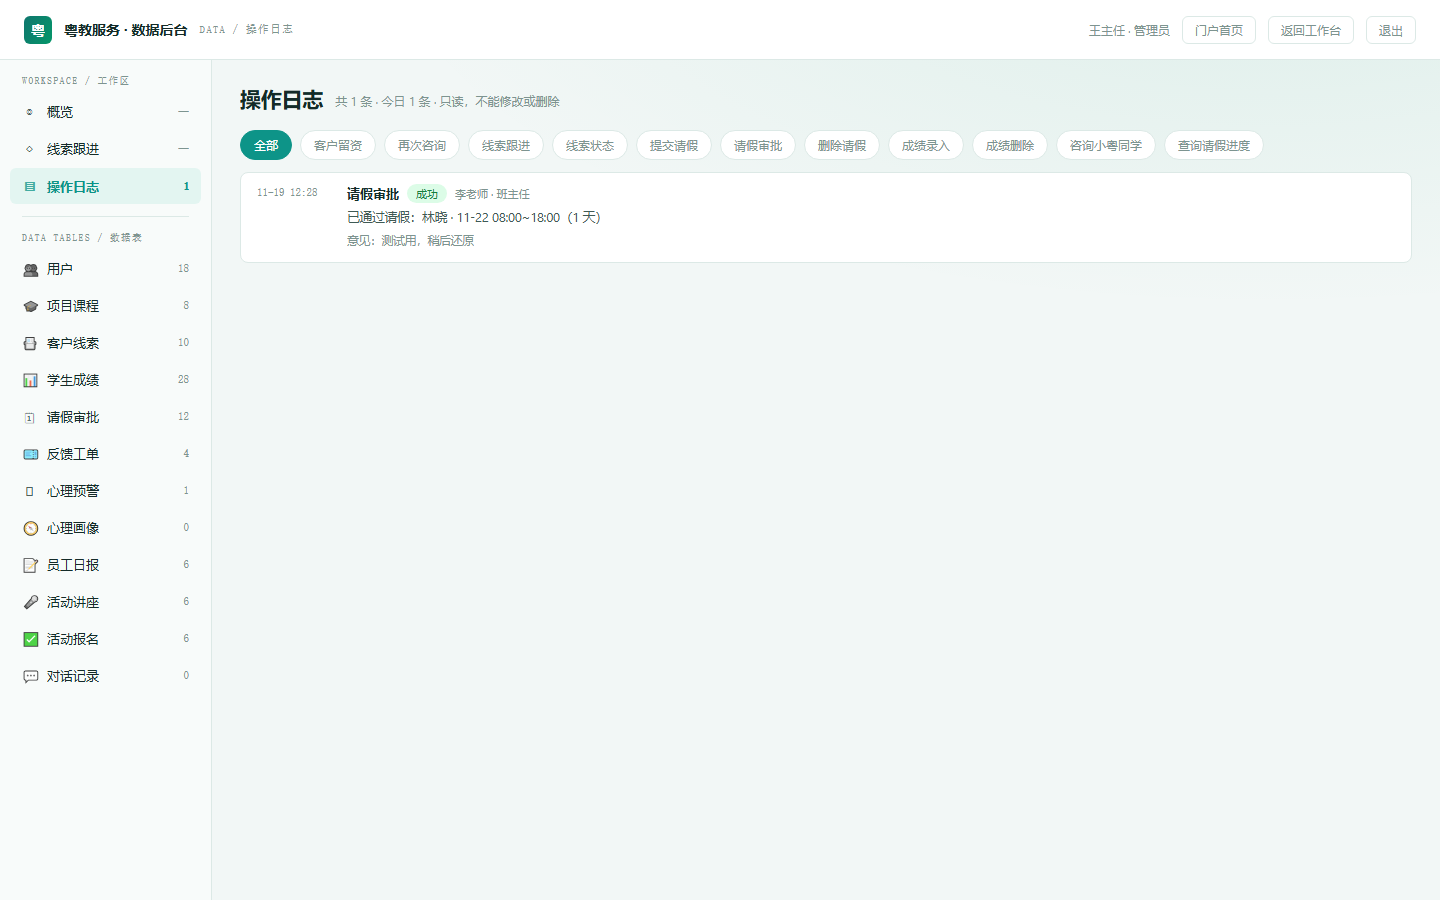 粤 粤教服务 · 数据后台 DATA / 操作日志 王主任 · 管理员 门户首页 返回工作台 退出
WORKSPACE / 工作区
概览 —
线索跟进 —
操作日志 1
DATA TABLES / 数据表
用户 18
项目课程 8
客户线索 10
学生成绩 28
请假审批 12
反馈工单 4
心理预警 1
心理画像 0
员工日报 6
活动讲座 6
活动报名 6
对话记录 0
操作日志 共 1 条 · 今日 1 条 · 只读，不能修改或删除
全部 客户留资 再次咨询 线索跟进 线索状态 提交请假 请假审批 删除请假 成绩录入 成绩删除 咨询小粤同学 查询请假进度
11-19 12:28 请假审批 成功 李老师 · 班主任
已通过请假：林晓 · 11-22 08:00~18:00（1 天）
意见：测试用，稍后还原